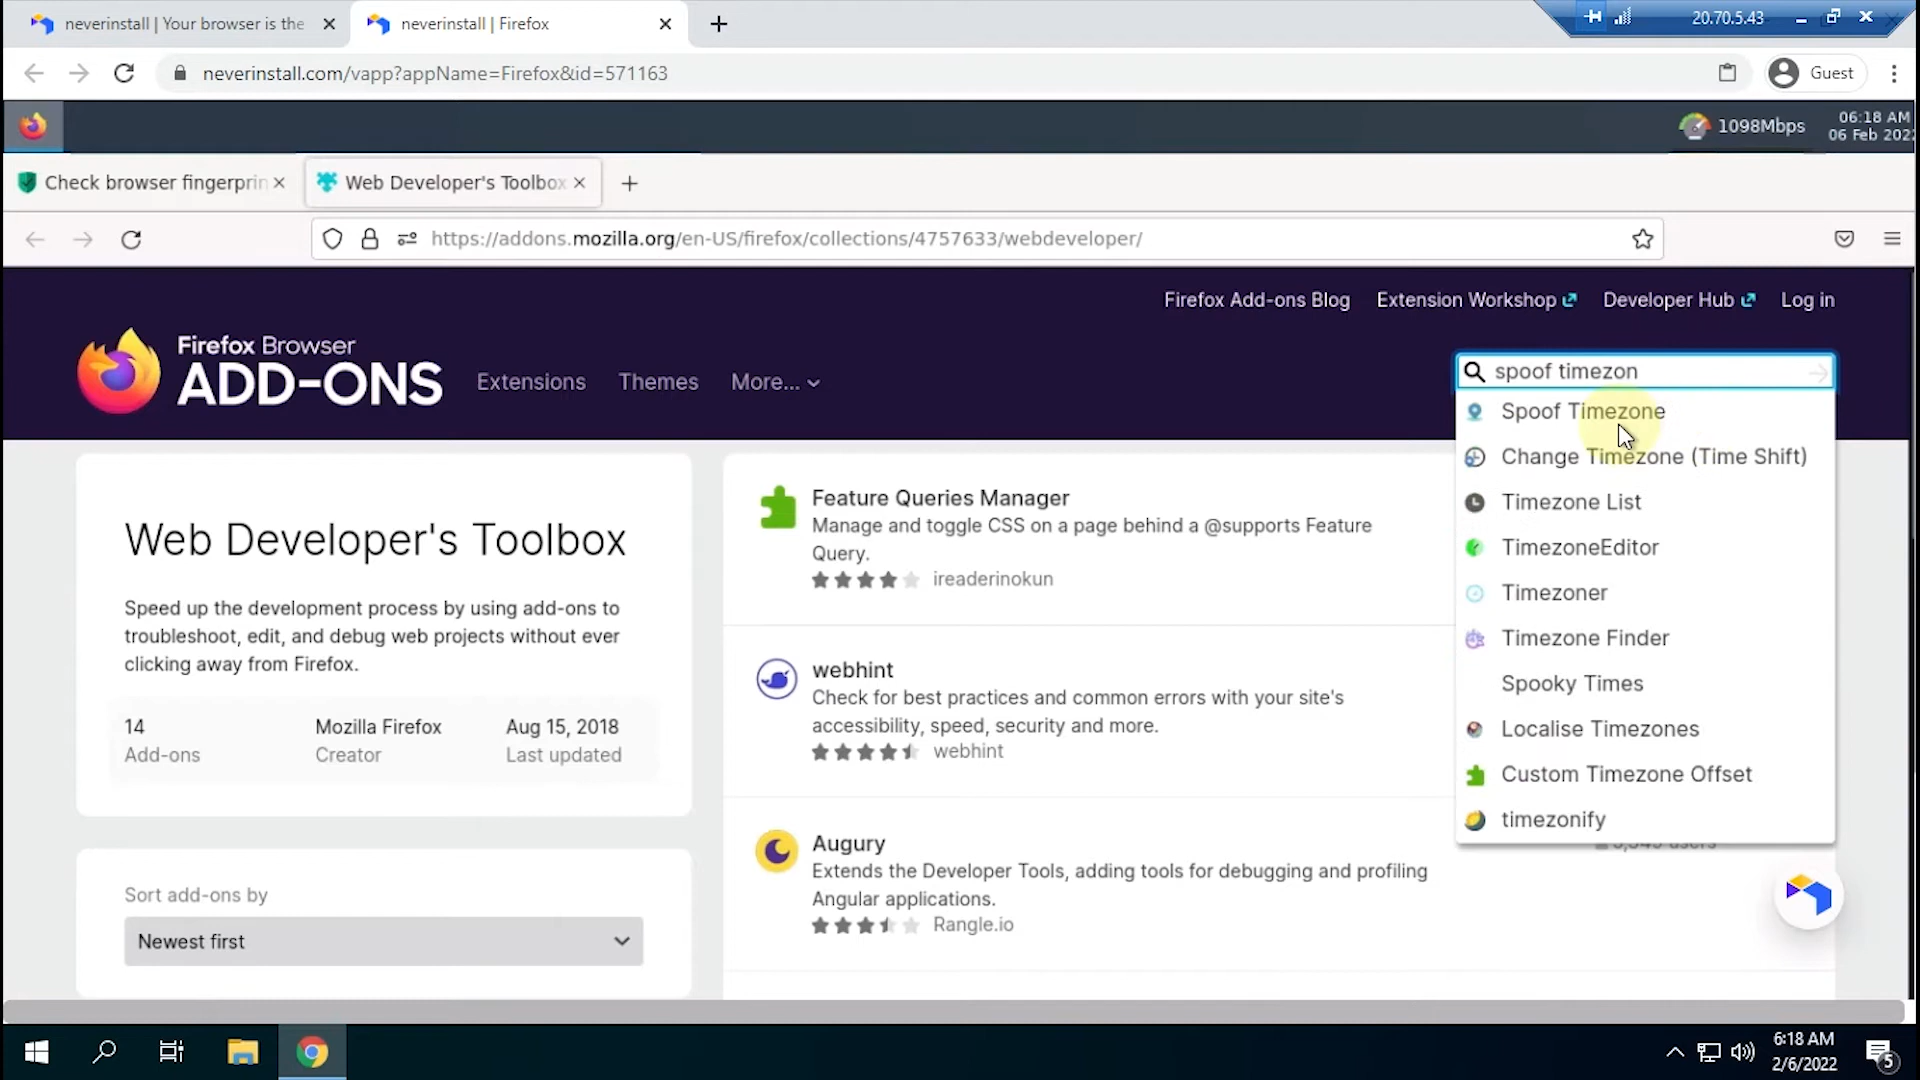 neverinstall | Your browser is the
neverinstall | Firefox
20.70.5.43
neverinstall.com/vapp?appName=Firefox&id=571163
Guest
1098Mbps
06:18 AM
06 Feb 2022
Check browser fingerprin
Web Developer's Toolbox
https://addons.mozilla.org/en-US/firefox/collections/4757633/webdeveloper/
Firefox Add-ons Blog
Extension Workshop
Developer Hub
Log in
Firefox Browser
ADD-ONS
Extensions
Themes
More...
spoof timezon
Spoof Timezone
Change Timezone (Time Shift)
Timezone List
TimezoneEditor
Timezoner
Timezone Finder
Spooky Times
Localise Timezones
Custom Timezone Offset
timezonify
Web Developer's Toolbox
Speed up the development process by using add-ons to
troubleshoot, edit, and debug web projects without ever
clicking away from Firefox.
14
Add-ons
Mozilla Firefox
Creator
Aug 15, 2018
Last updated
Sort add-ons by
Newest first
Feature Queries Manager
Manage and toggle CSS on a page behind a @supports Feature
Query.
ireaderinokun
webhint
Check for best practices and common errors with your site's
accessibility, speed, security and more.
webhint
Augury
Extends the Developer Tools, adding tools for debugging and profiling
Angular applications.
Rangle.io
6:18 AM
2/6/2022
5